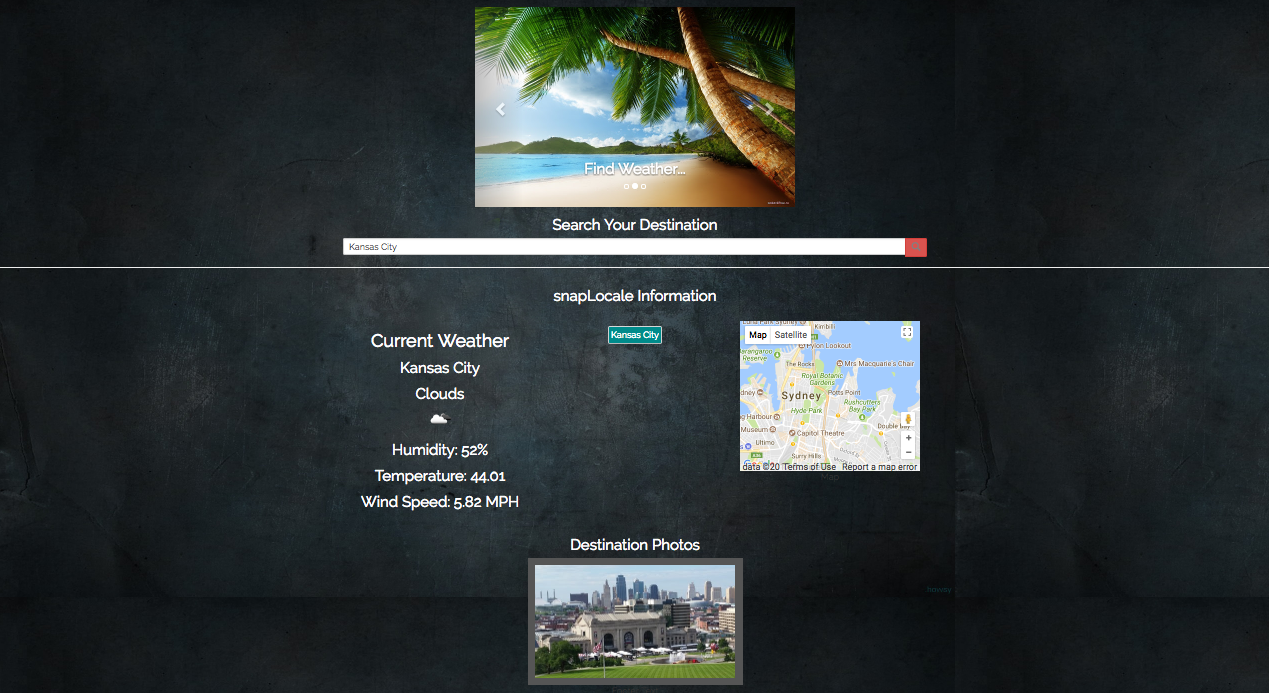 Find Weather...
Search Your Destination
Kansas City
snapLocale Information
Current Weather
Kansas City
Clouds
Humidity: 52%
Temperature: 44.01
Wind Speed: 5.82 MPH
Kansas City
Map Satellite
Kirribilli
Pylon Lookout
Reserve
The Rocks
Mrs Macquarie's Chair
Royal Botanic
Gardens
Sydney
Potts Point
Hyde Park
Rushcutters
Bay Park
Museum
Capitol Theatre
Double
Ultimo
Surry Hills
data ©20 Terms of Use Report a map error
Destination Photos